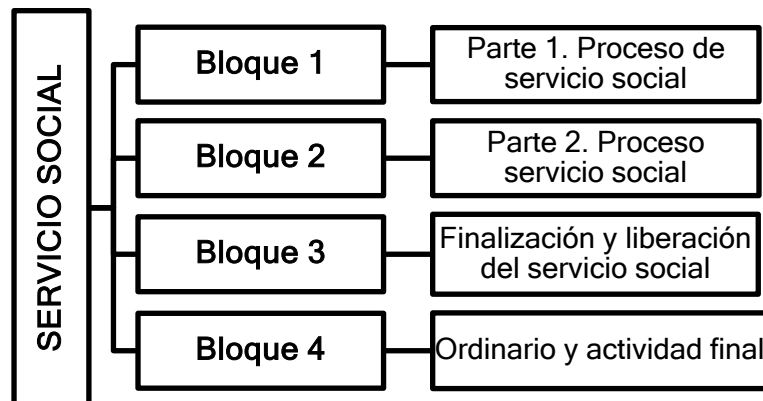 SERVICIO SOCIAL
Bloque 1
Parte 1. Proceso de
servicio social
Bloque 2
Parte 2. Proceso
servicio social
Bloque 3
Finalización y liberación
del servicio social
Bloque 4
Ordinario y actividad final